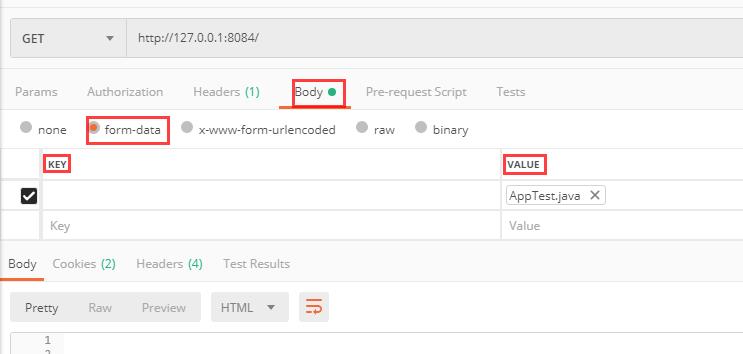 GET http://127.0.0.1:8084/
Params Authorization Headers (1) Body Pre-request Script Tests
none form-data x-www-form-urlencoded raw binary
KEY VALUE
AppTest.java
Key Value
Body Cookies (2) Headers (4) Test Results
Pretty Raw Preview HTML
1
2